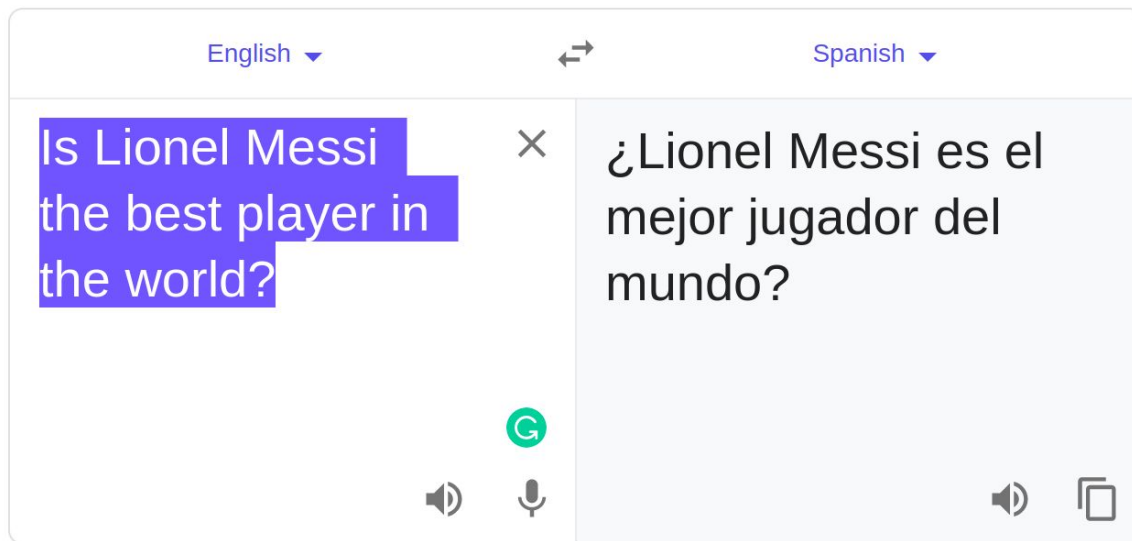 English
Spanish
Is Lionel Messi
the best player in
the world?
¿Lionel Messi es el
mejor jugador del
mundo?